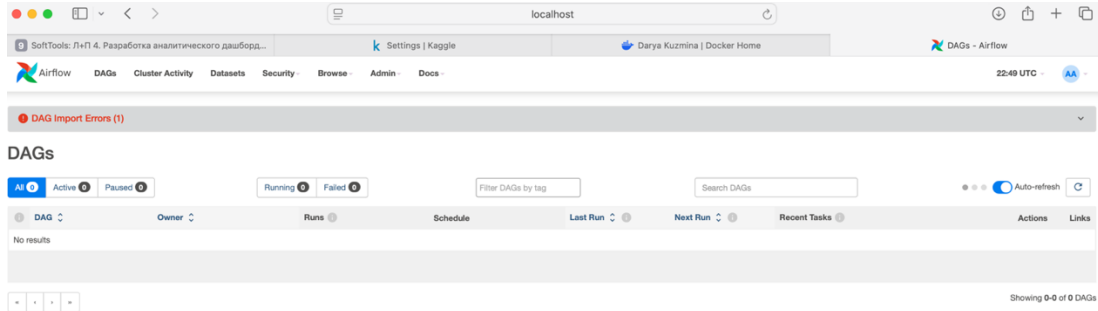 localhost
9 SoftTools: Л+П 4. Разработка аналитического дашборд...
k Settings | Kaggle
Darya Kuzmina | Docker Home
DAGs - Airflow
Airflow DAGs Cluster Activity Datasets Security Browse Admin Docs 22:49 UTC AA
DAG Import Errors (1)
DAGs
All 0 Active 0 Paused 0 Running 0 Failed 0 Filter DAGs by tag Search DAGs Auto-refresh
DAG Owner Runs Schedule Last Run Next Run Recent Tasks Actions Links
No results
« ‹ › » Showing 0-0 of 0 DAGs